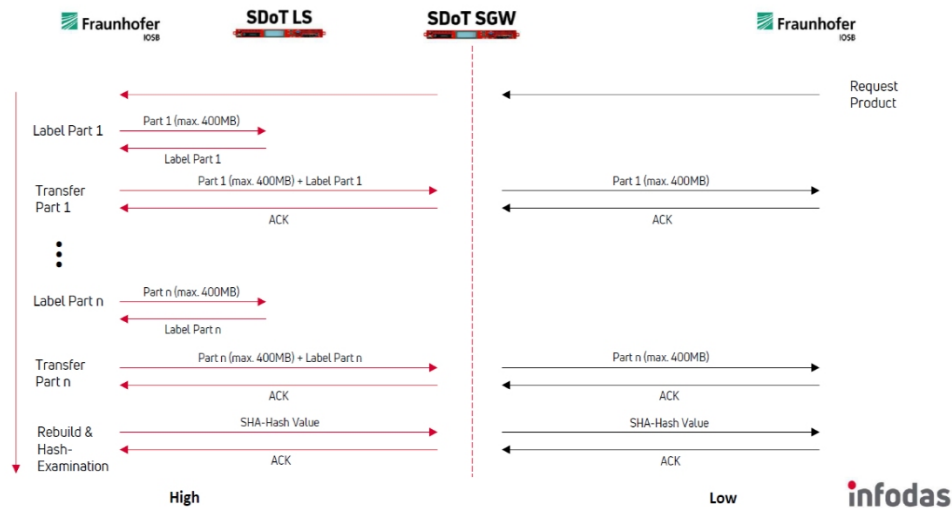 Fraunhofer
IOSB
SDoT LS
SDoT SGW
Fraunhofer
IOSB
Request
Product
Label Part 1
Part 1 (max. 400MB)
Label Part 1
Transfer
Part 1
Part 1 (max. 400MB) + Label Part 1
Part 1 (max. 400MB)
ACK
ACK
Label Part n
Part n (max. 400MB)
Label Part n
Transfer
Part n
Part n (max. 400MB) + Label Part n
Part n (max. 400MB)
ACK
ACK
Rebuild &
Hash-
Examination
SHA-Hash Value
SHA-Hash Value
ACK
ACK
High
Low
infodas